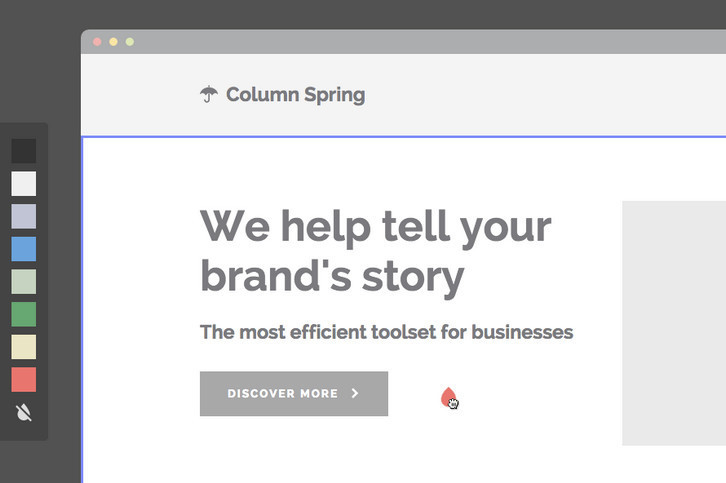 Column Spring
We help tell your
brand's story
The most efficient toolset for businesses
DISCOVER MORE